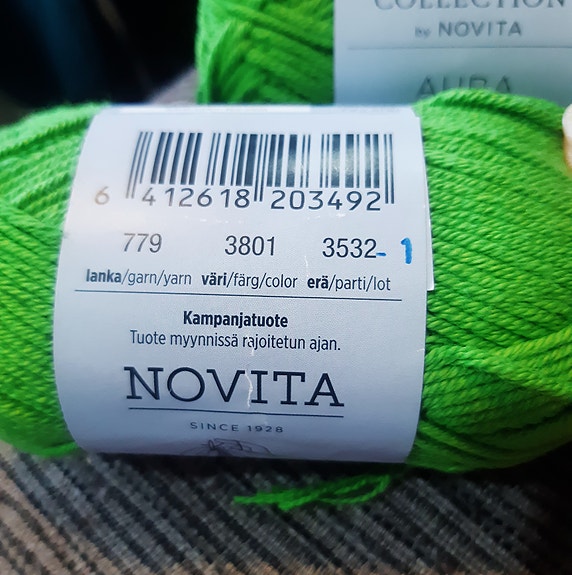 COLLECTION
by NOVITA
AURA
6 412618 203492
779 3801 3532-1
lanka/garn/yarn väri/färg/color erä/parti/lot
Kampanjatuote
Tuote myynnissä rajoitetun ajan.
NOVITA
SINCE 1928